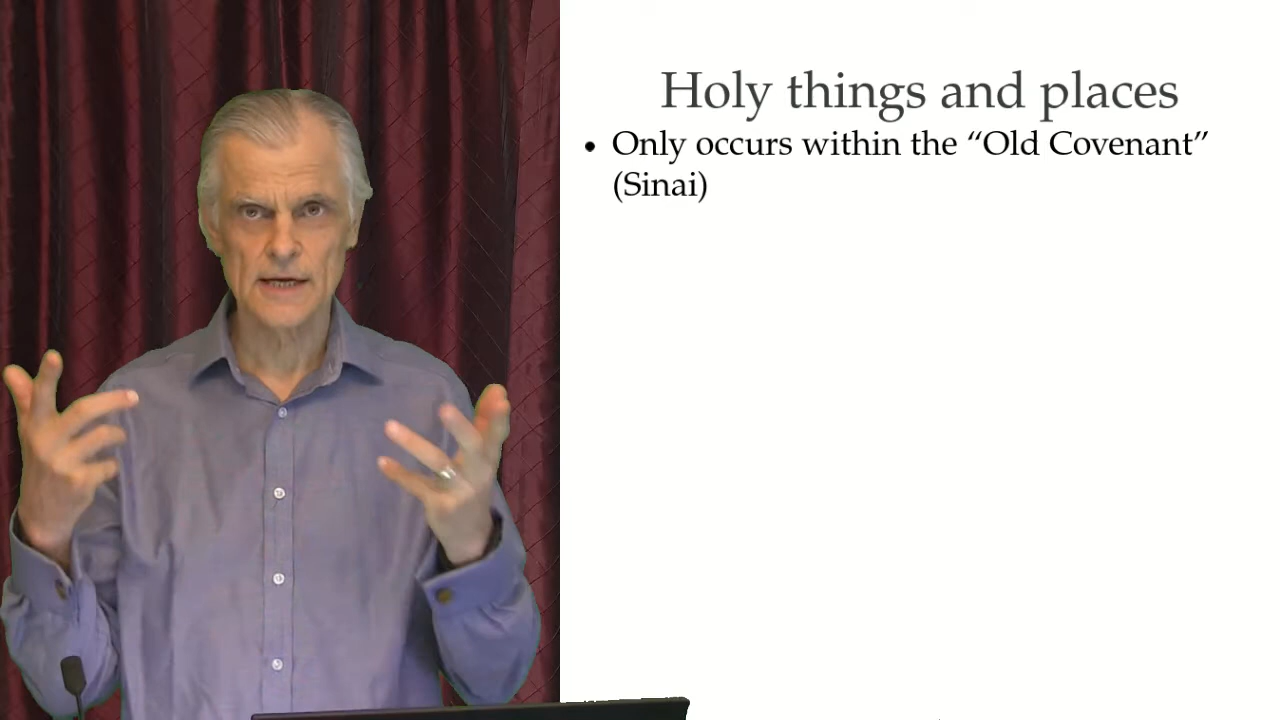 Holy things and places
• Only occurs within the “Old Covenant”
(Sinai)